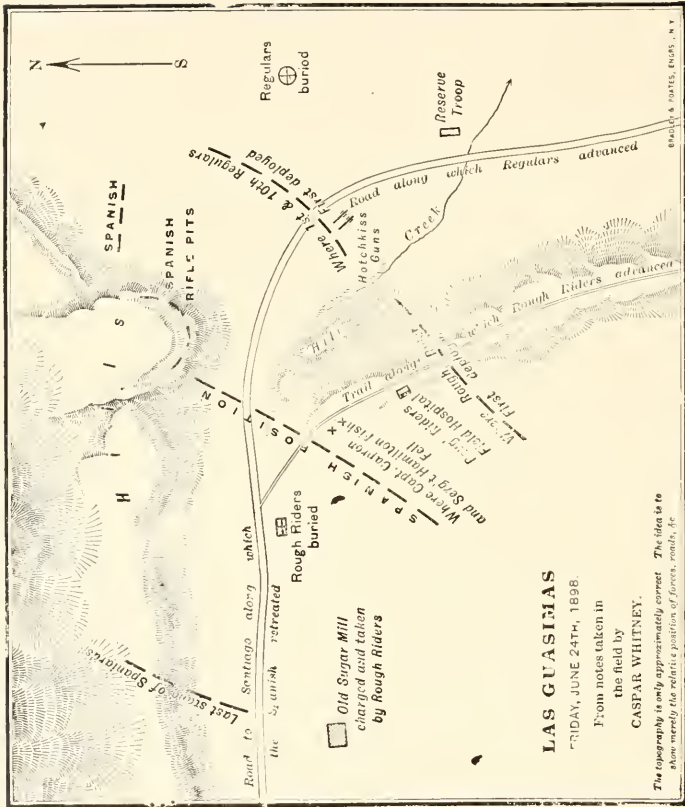 N
S
Regulars
buried
SPANISH
SPANISH
RIFLE PITS
H I S
Where 1st & 10th Regulars
First deployed
Hotchkiss
Guns
Reserve
Troop
Road along which Regulars advanced
Creek
Hill
Trail along which Rough Riders advanced
Where Rough Riders
First deployed
Field Hospital
SPANISH POSITION
Where Capt. Capron
and Serg't Hamilton Fish
Fell
Rough Riders
buried
Last stand of Spaniards
Road to Santiago along which
the Spanish retreated
Old Sugar Mill
charged and taken
by Rough Riders
LAS GUASIMAS
FRIDAY, JUNE 24TH, 1898.
From notes taken in
the field by
CASPAR WHITNEY.
The topography is only approximately correct The idea is to
show merely the relative position of forces, roads, &c
BRADLEY & POATES, ENGRS, N Y